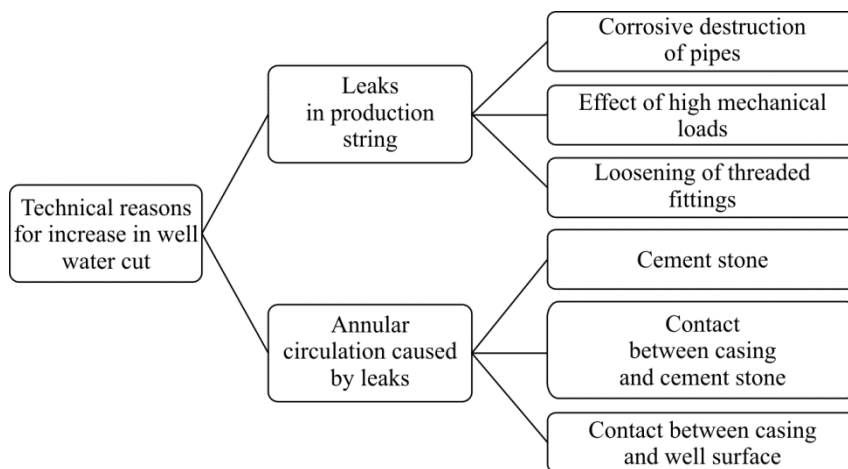 Technical reasons
for increase in well
water cut
Leaks
in production
string
Corrosive destruction
of pipes
Effect of high mechanical
loads
Loosening of threaded
fittings
Annular
circulation caused
by leaks
Cement stone
Contact
between casing
and cement stone
Contact between casing
and well surface